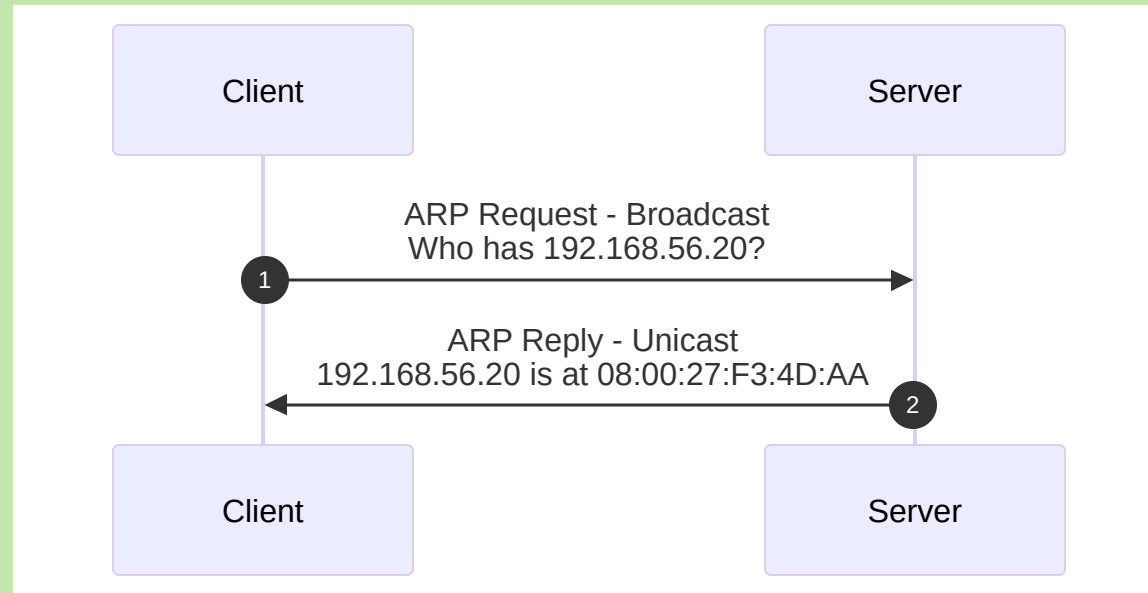 Client
Server
ARP Request - Broadcast
Who has 192.168.56.20?
1
ARP Reply - Unicast
192.168.56.20 is at 08:00:27:F3:4D:AA
2
Client
Server